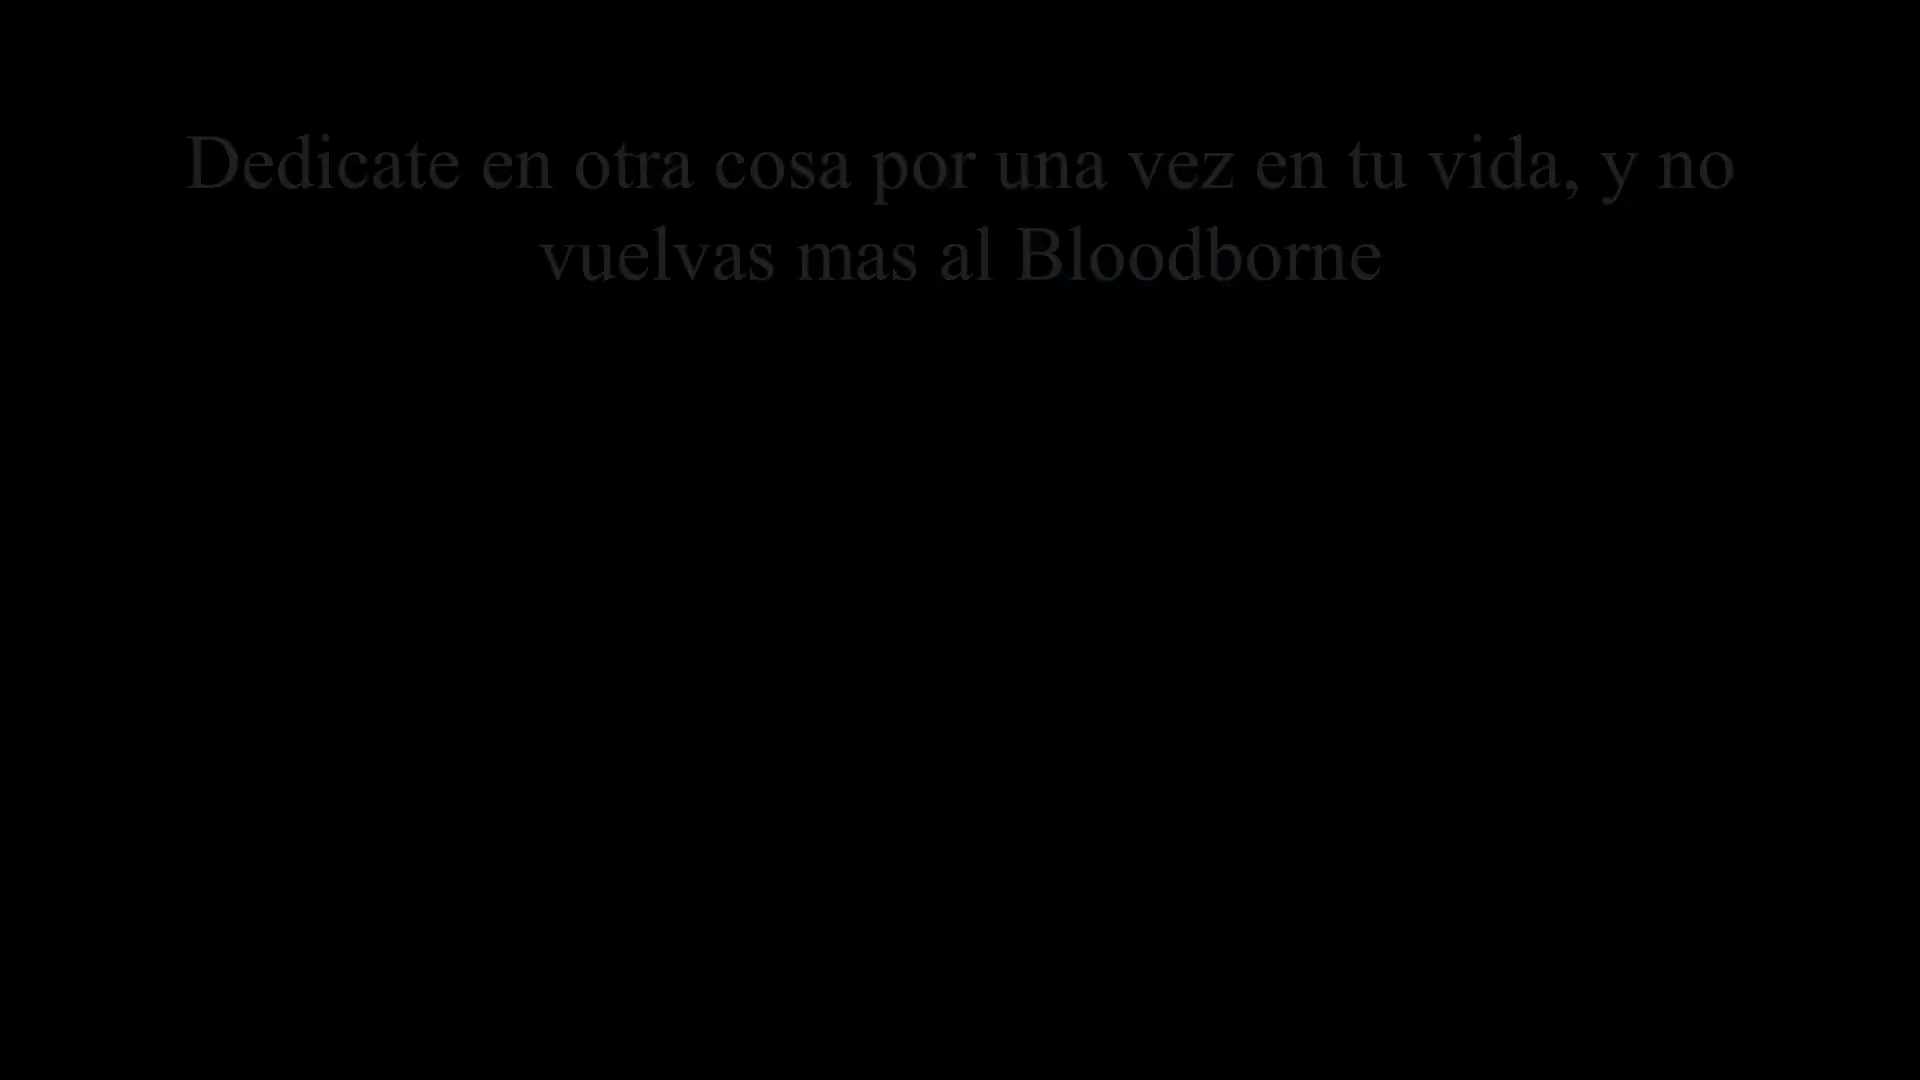 Dedicate en otra cosa por una vez en tu vida, y no
vuelvas mas al Bloodborne